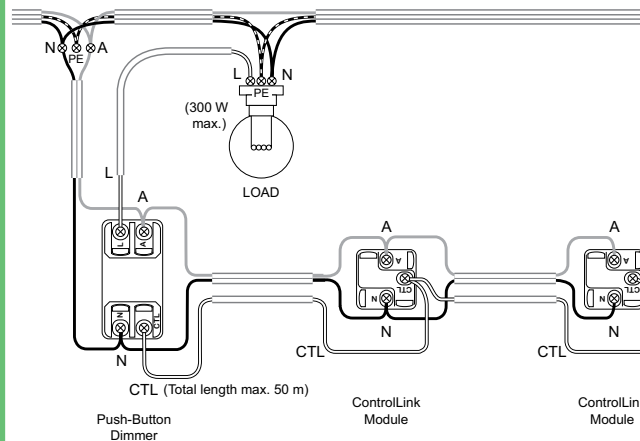 N
PE
A
L
N
PE
(300 W
max.)
LOAD
L
A
A
A
L
A
A
CTL
A
CTL
N
CTL
N
N
N
N
N
CTL
CTL
CTL (Total length max. 50 m)
Push-Button
Dimmer
ControlLink
Module
ControlLin
Module